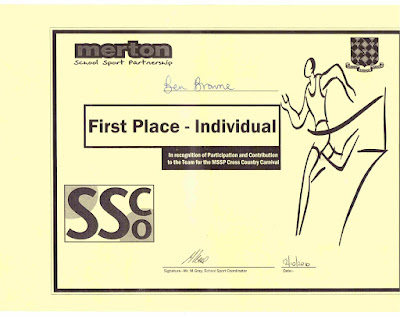 merton
School Sport Partnership
Ben Browne
First Place - Individual
In recognition of Participation and Contribution
to the Team for the MSSP Cross Country Carnival
SSCO
Signature: Mr. M Gray, School Sport Coordinator
Date: